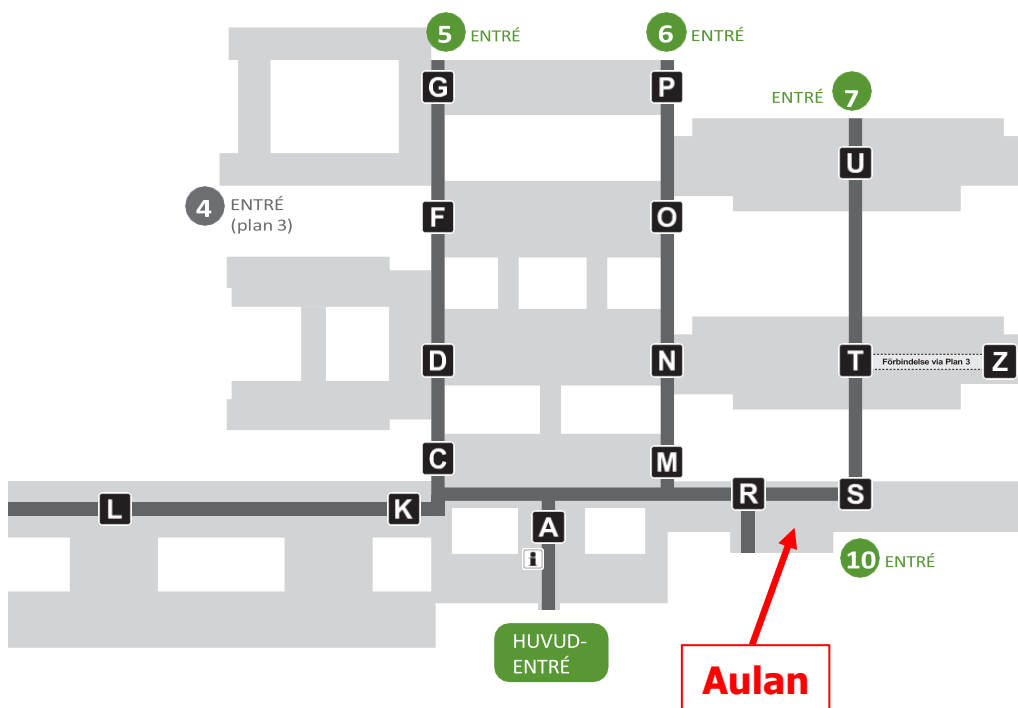 5 ENTRÉ
6 ENTRÉ
G
P
ENTRÉ 7
U
4 ENTRÉ
(plan 3)
F
O
D
N
T
Förbindelse via Plan 3
Z
C
M
L
K
R
S
A
i
10 ENTRÉ
HUVUD-
ENTRÉ
Aulan